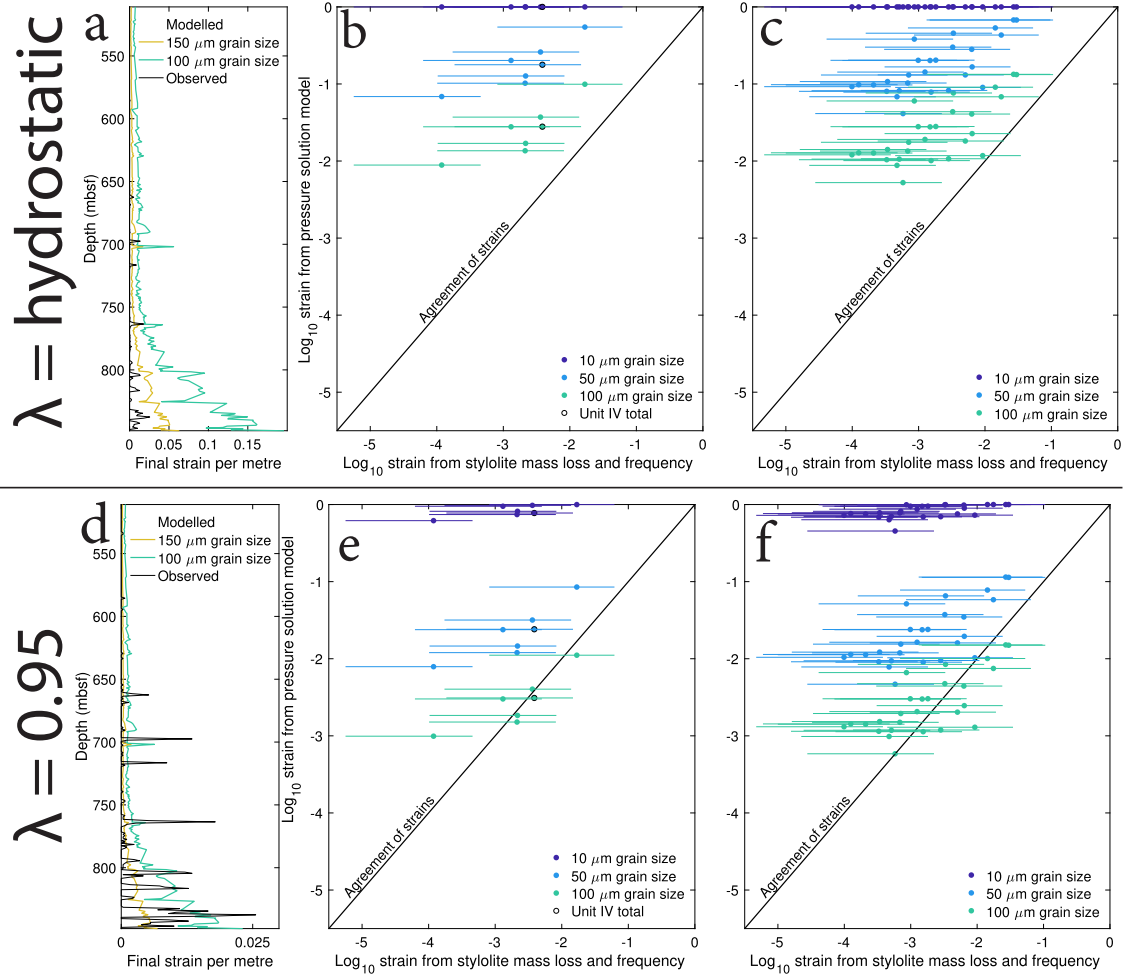 λ = hydrostatic
a
Modelled
150 μm grain size
100 μm grain size
Observed
550
600
650
700
750
800
Depth (mbsf)
0
0.05
0.1
0.15
Final strain per metre
b
0
-1
-2
-3
-4
-5
Log10 strain from pressure solution model
Agreement of strains
10 μm grain size
50 μm grain size
100 μm grain size
Unit IV total
-5
-4
-3
-2
-1
0
Log10 strain from stylolite mass loss and frequency
c
0
-1
-2
-3
-4
-5
Agreement of strains
10 μm grain size
50 μm grain size
100 μm grain size
-5
-4
-3
-2
-1
0
Log10 strain from stylolite mass loss and frequency
λ = 0.95
d
Modelled
150 μm grain size
100 μm grain size
Observed
550
600
650
700
750
800
Depth (mbsf)
0
0.025
Final strain per metre
e
0
-1
-2
-3
-4
-5
Log10 strain from pressure solution model
Agreement of strains
10 μm grain size
50 μm grain size
100 μm grain size
Unit IV total
-5
-4
-3
-2
-1
0
Log10 strain from stylolite mass loss and frequency
f
0
-1
-2
-3
-4
-5
Agreement of strains
10 μm grain size
50 μm grain size
100 μm grain size
-5
-4
-3
-2
-1
0
Log10 strain from stylolite mass loss and frequency